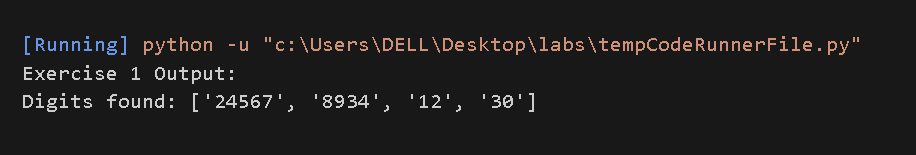 [Running] python -u "c:\Users\DELL\Desktop\labs\tempCodeRunnerFile.py"
Exercise 1 Output:
Digits found: ['24567', '8934', '12', '30']